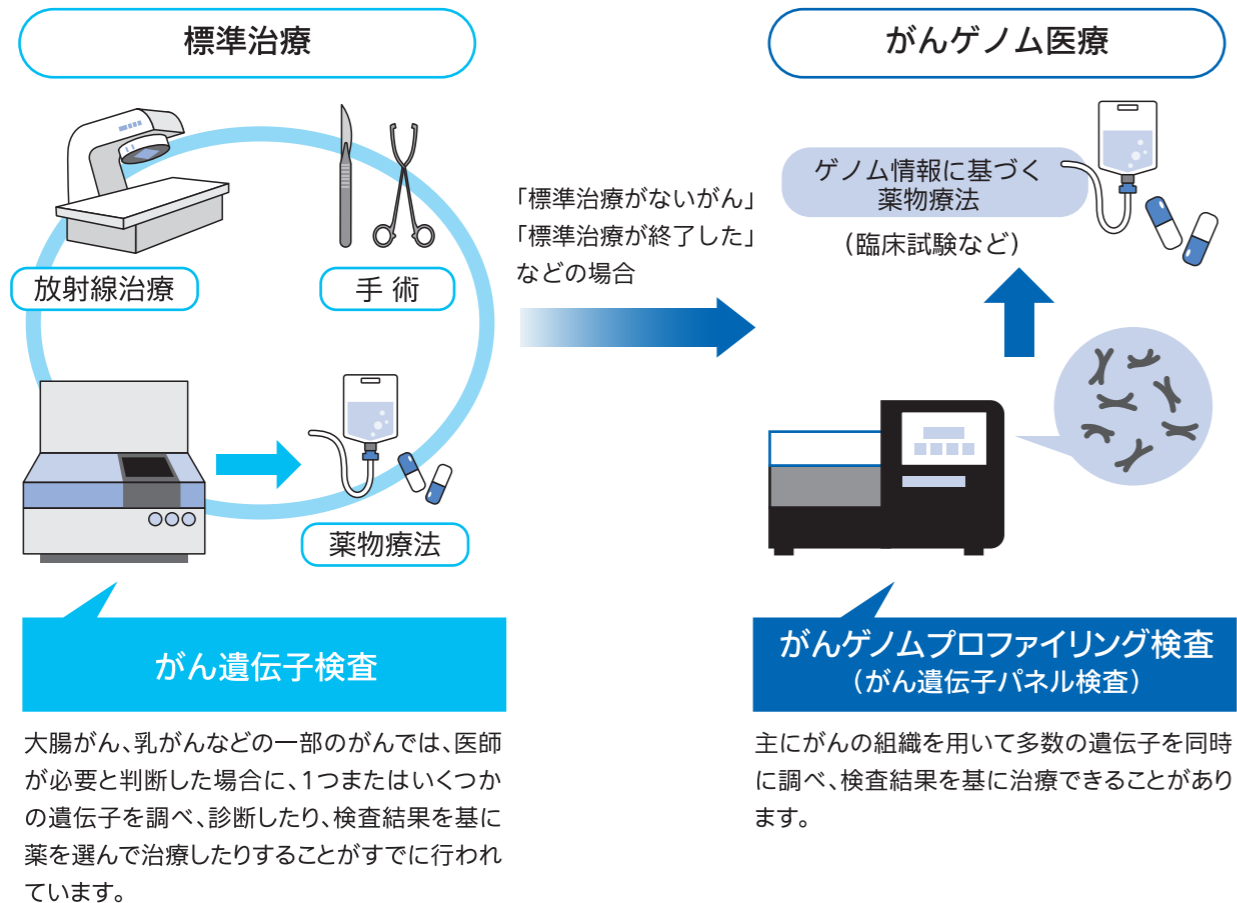 標準治療
がんゲノム医療
放射線治療
手 術
薬物療法
「標準治療がないがん」
「標準治療が終了した」
などの場合
ゲノム情報に基づく
薬物療法
（臨床試験など）
がん遺伝子検査
大腸がん、乳がんなどの一部のがんでは、医師
が必要と判断した場合に、1つまたはいくつか
の遺伝子を調べ、診断したり、検査結果を基に
薬を選んで治療したりすることがすでに行われ
ています。
がんゲノムプロファイリング検査
（がん遺伝子パネル検査）
主にがんの組織を用いて多数の遺伝子を同時
に調べ、検査結果を基に治療できることがあり
ます。